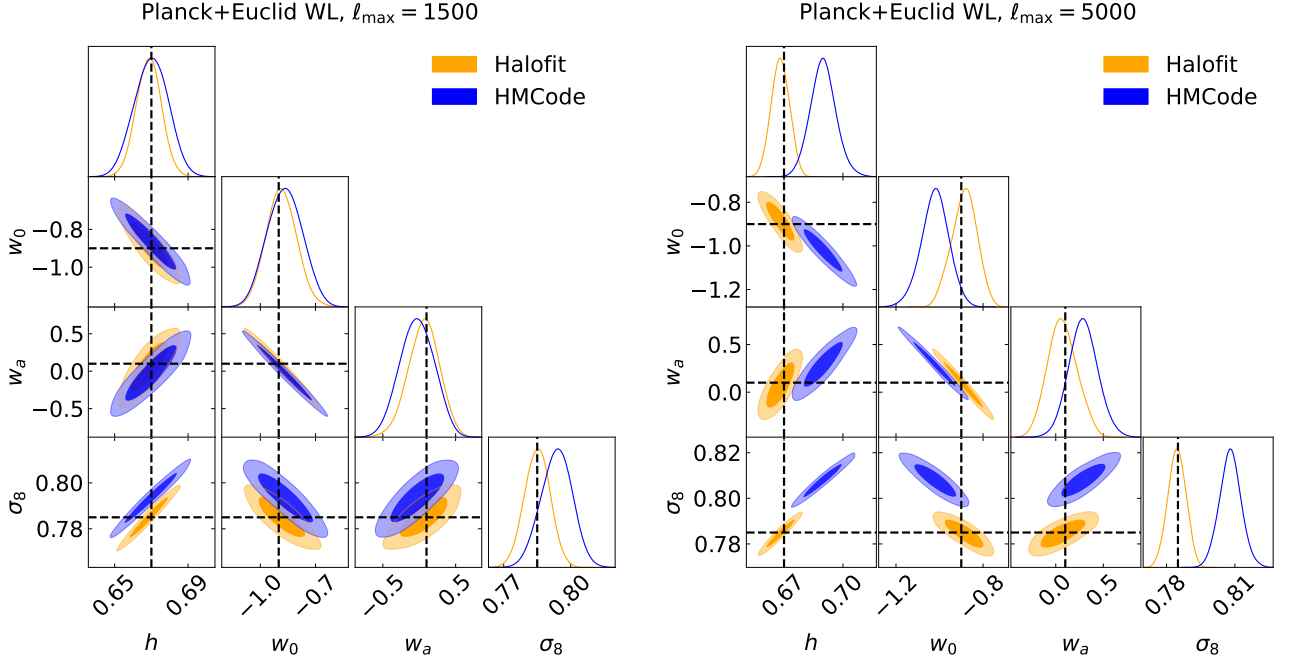 Planck+Euclid WL, ℓmax = 1500
Halofit
HMCode
w0
−0.8
−1.0
wa
0.5
0.0
−0.5
σ8
0.80
0.78
0.65 0.69
−1.0 −0.7
−0.5 0.5
0.77 0.80
h w0 wa σ8
Planck+Euclid WL, ℓmax = 5000
Halofit
HMCode
w0
−0.8
−1.0
−1.2
wa
0.5
0.0
σ8
0.82
0.80
0.78
0.67 0.70
−1.2 −0.8
0.0 0.5
0.78 0.81
h w0 wa σ8